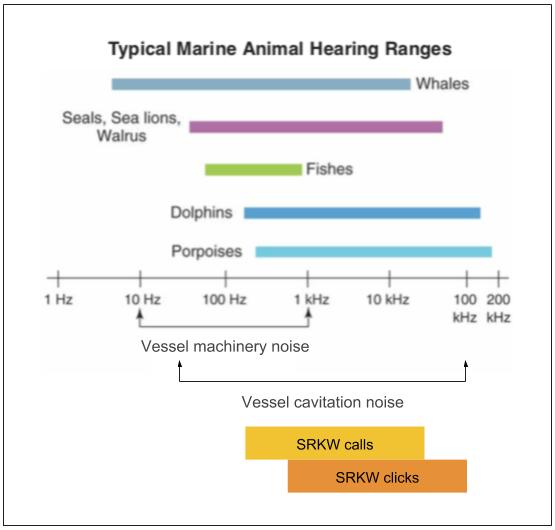 Typical Marine Animal Hearing Ranges
Whales
Seals, Sea lions,
Walrus
Fishes
Dolphins
Porpoises
1 Hz 10 Hz 100 Hz 1 kHz 10 kHz 100 200
kHz kHz
Vessel machinery noise
Vessel cavitation noise
SRKW calls
SRKW clicks